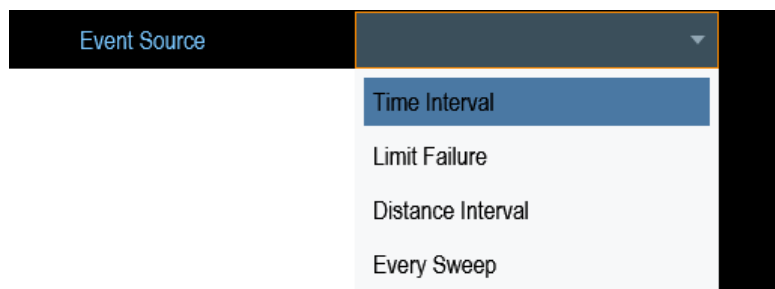 Event Source
Time Interval
Limit Failure
Distance Interval
Every Sweep